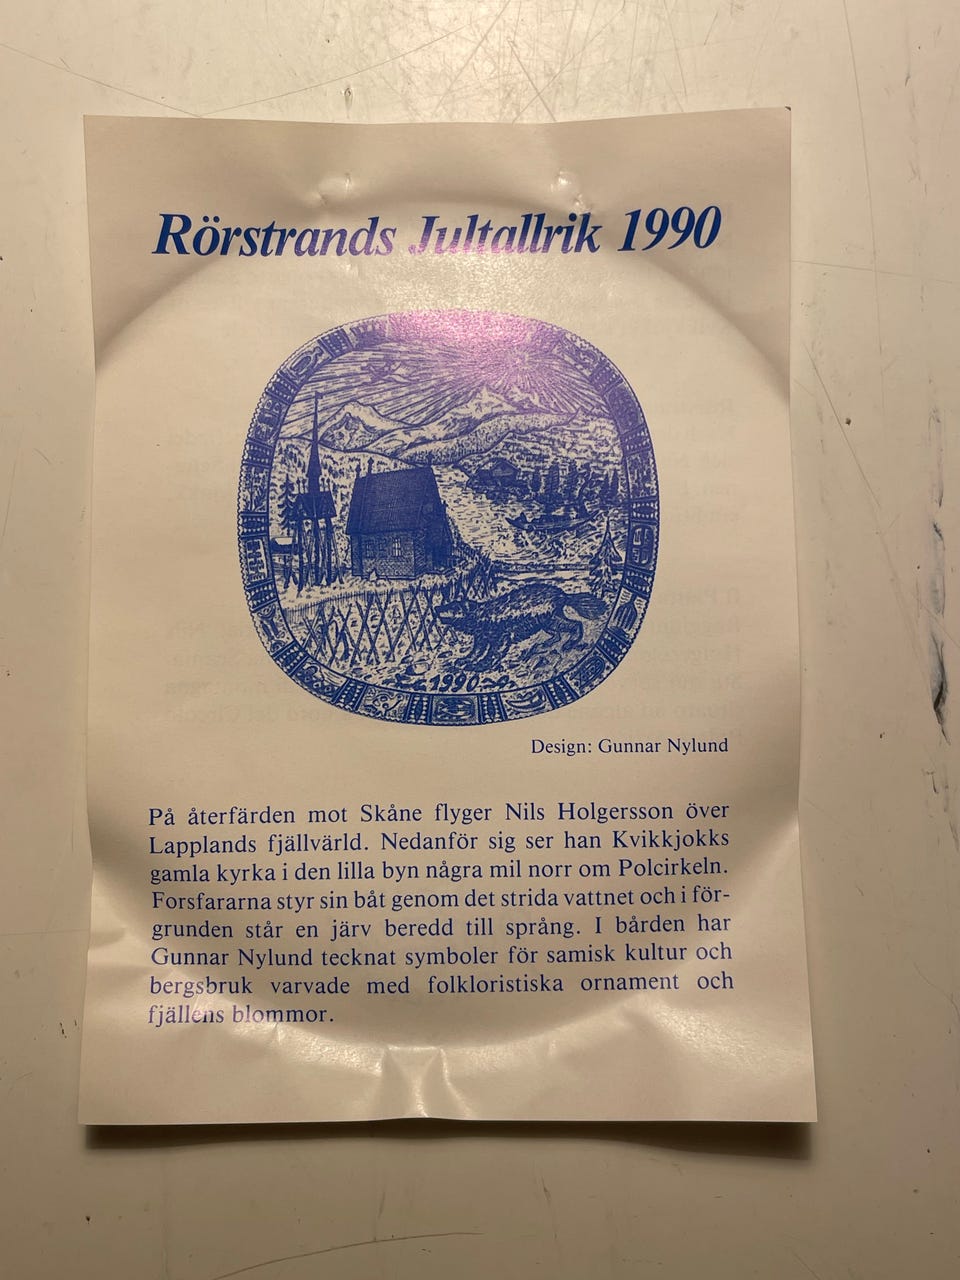 Rörstrands Jultallrik 1990
1990
Design: Gunnar Nylund
På återfärden mot Skåne flyger Nils Holgersson över
Lapplands fjällvärld. Nedanför sig ser han Kvikkjokks
gamla kyrka i den lilla byn några mil norr om Polcirkeln.
Forsfararna styr sin båt genom det strida vattnet och i för-
grunden står en järv beredd till språng. I bården har
Gunnar Nylund tecknat symboler för samisk kultur och
bergsbruk varvade med folkloristiska ornament och
fjällens blommor.